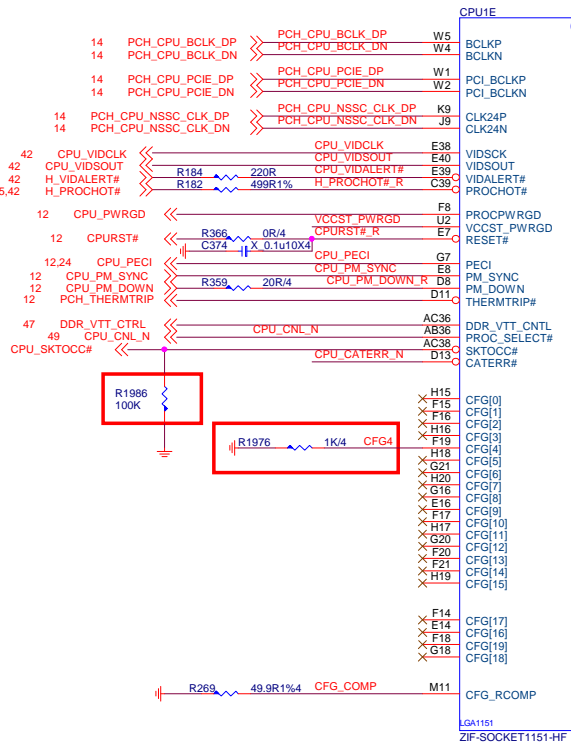 CPU1E
14 PCH_CPU_BCLK_DP PCH_CPU_BCLK_DP W5 BCLKP
14 PCH_CPU_BCLK_DN PCH_CPU_BCLK_DN W4 BCLKN
14 PCH_CPU_PCIE_DP PCH_CPU_PCIE_DP W1 PCI_BCLKP
14 PCH_CPU_PCIE_DN PCH_CPU_PCIE_DN W2 PCI_BCLKN
14 PCH_CPU_NSSC_CLK_DP PCH_CPU_NSSC_CLK_DP K9 CLK24P
14 PCH_CPU_NSSC_CLK_DN PCH_CPU_NSSC_CLK_DN J9 CLK24N
42 CPU_VIDCLK CPU_VIDCLK E38 VIDSCK
42 CPU_VIDSOUT CPU_VIDSOUT E40 VIDSOUT
42 H_VIDALERT# R184 220R CPU_VIDALERT# E39 VIDALERT#
5,42 H_PROCHOT# R182 499R1% H_PROCHOT#_R C39 PROCHOT#
12 CPU_PWRGD F8 PROCPWRGD
VCCST_PWRGD U2 VCCST_PWRGD
12 CPURST# R366 0R/4 CPURST#_R E7 RESET#
C374 X_0.1u10X4
12,24 CPU_PECI CPU_PECI G7 PECI
12 CPU_PM_SYNC CPU_PM_SYNC E8 PM_SYNC
12 CPU_PM_DOWN R359 20R/4 CPU_PM_DOWN_R D8 PM_DOWN
12 PCH_THERMTRIP D11 THERMTRIP#
47 DDR_VTT_CTRL AC36 DDR_VTT_CNTL
49 CPU_CNL_N CPU_CNL_N AB36 PROC_SELECT#
CPU_SKTOCC# AC38 SKTOCC#
CPU_CATERR_N D13 CATERR#
R1986
100K
H15 CFG[0]
F15 CFG[1]
F16 CFG[2]
H16 CFG[3]
R1976 1K/4 CFG4 F19 CFG[4]
H18 CFG[5]
G21 CFG[6]
H20 CFG[7]
G16 CFG[8]
E16 CFG[9]
F17 CFG[10]
H17 CFG[11]
G20 CFG[12]
F20 CFG[13]
F21 CFG[14]
H19 CFG[15]
F14 CFG[17]
E14 CFG[16]
F18 CFG[19]
G18 CFG[18]
R269 49.9R1%4 CFG_COMP M11 CFG_RCOMP
LGA1151
ZIF-SOCKET1151-HF